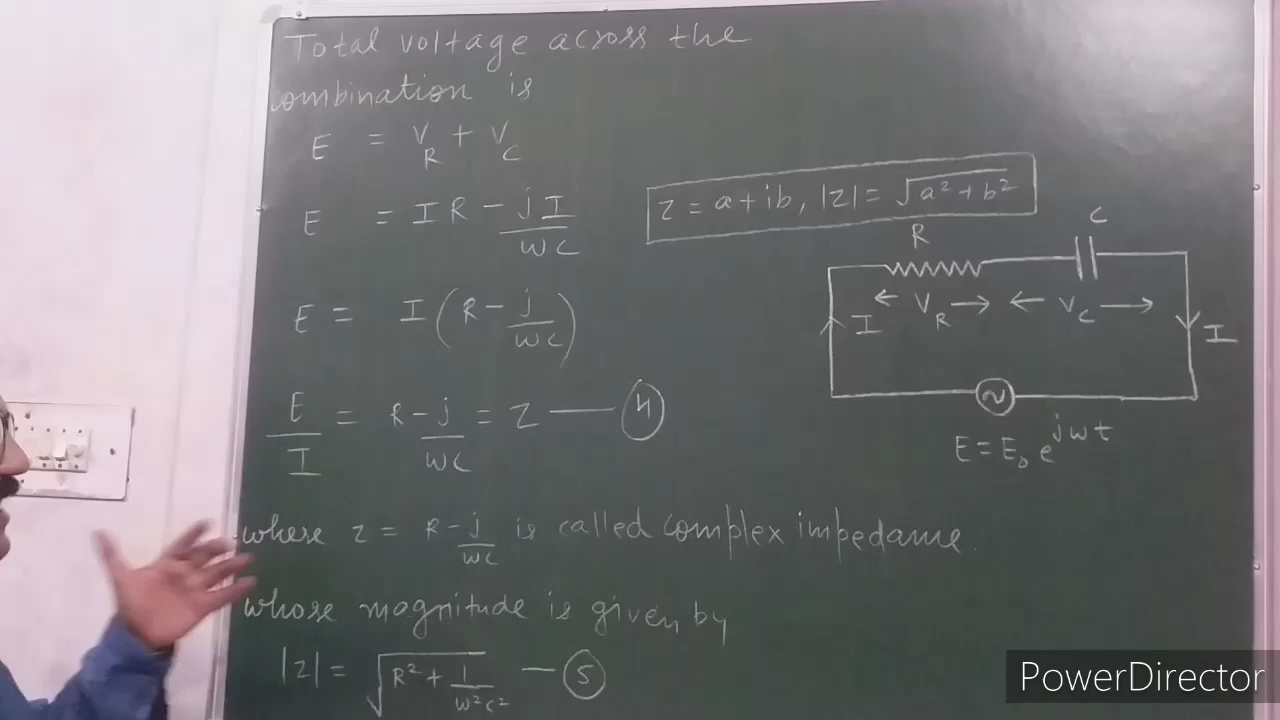 Total voltage across the
combination is
E = V_R + V_C
E = IR - jI/wc
E = I(R - j/wc)
E/I = R - j/wc = Z — (4)
where z = R - j/wc is called complex impedance.
whose magnitude is given by
|z| = √(R² + 1/w²c²) — (5)
z = a + ib, |z| = √(a² + b²)
R
C
V_R
V_C
I
I
E = E₀ e^jwt
PowerDirector